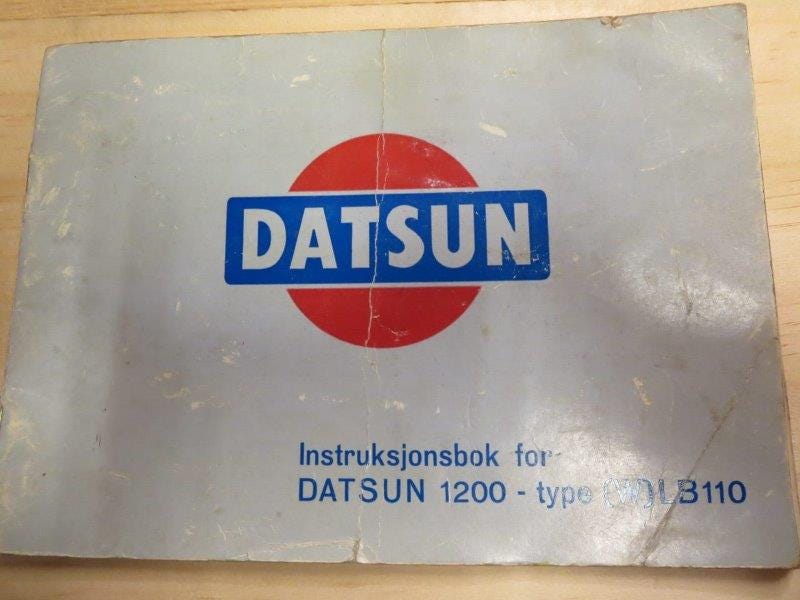 DATSUN
Instruksjonsbok for
DATSUN 1200 - type (W)LB110